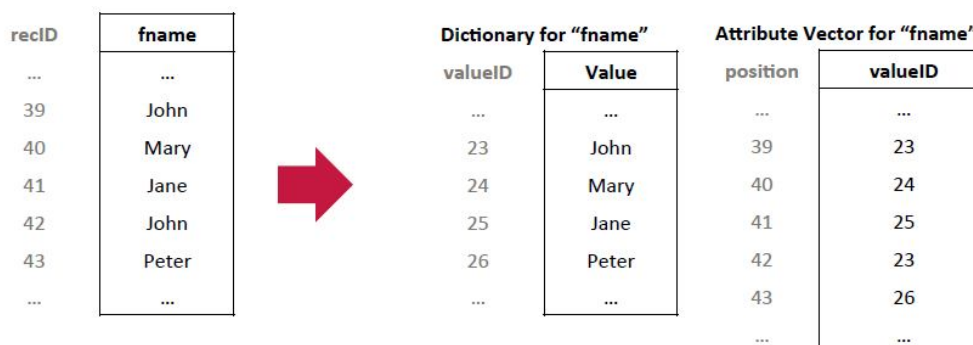 recID fname
... ...
39 John
40 Mary
41 Jane
42 John
43 Peter
... ...
Dictionary for “fname”
valueID Value
... ...
23 John
24 Mary
25 Jane
26 Peter
... ...
Attribute Vector for “fname”
position valueID
... ...
39 23
40 24
41 25
42 23
43 26
... ...